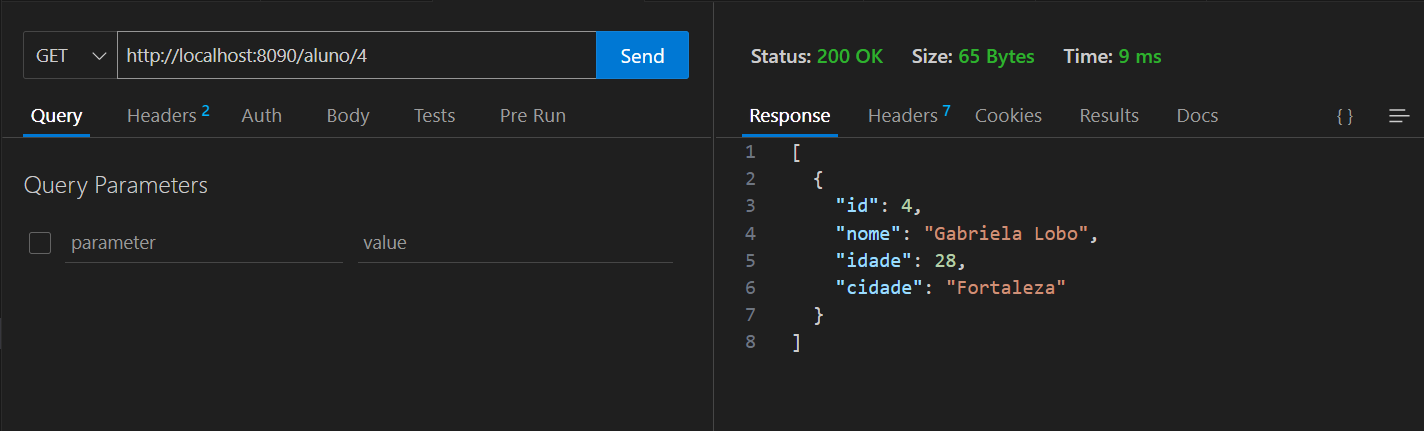 GET http://localhost:8090/aluno/4 Send
Query Headers 2 Auth Body Tests Pre Run
Query Parameters
parameter value
Status: 200 OK Size: 65 Bytes Time: 9 ms
Response Headers 7 Cookies Results Docs { }
1 [
2 {
3 "id": 4,
4 "nome": "Gabriela Lobo",
5 "idade": 28,
6 "cidade": "Fortaleza"
7 }
8 ]